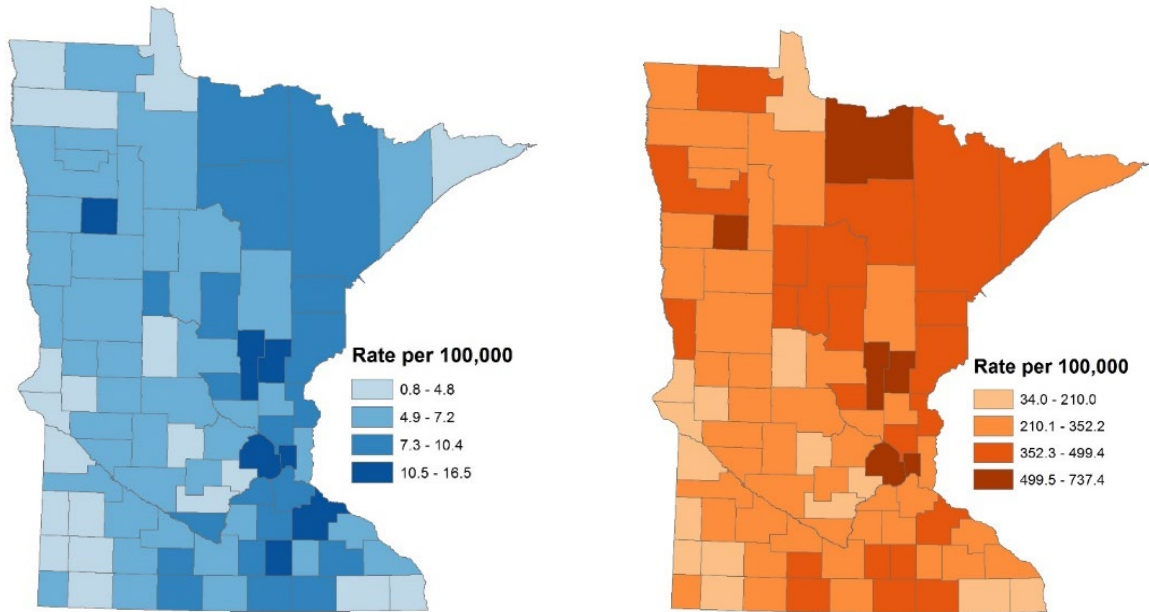 Rate per 100,000
0.8 - 4.8
4.9 - 7.2
7.3 - 10.4
10.5 - 16.5
Rate per 100,000
34.0 - 210.0
210.1 - 352.2
352.3 - 499.4
499.5 - 737.4